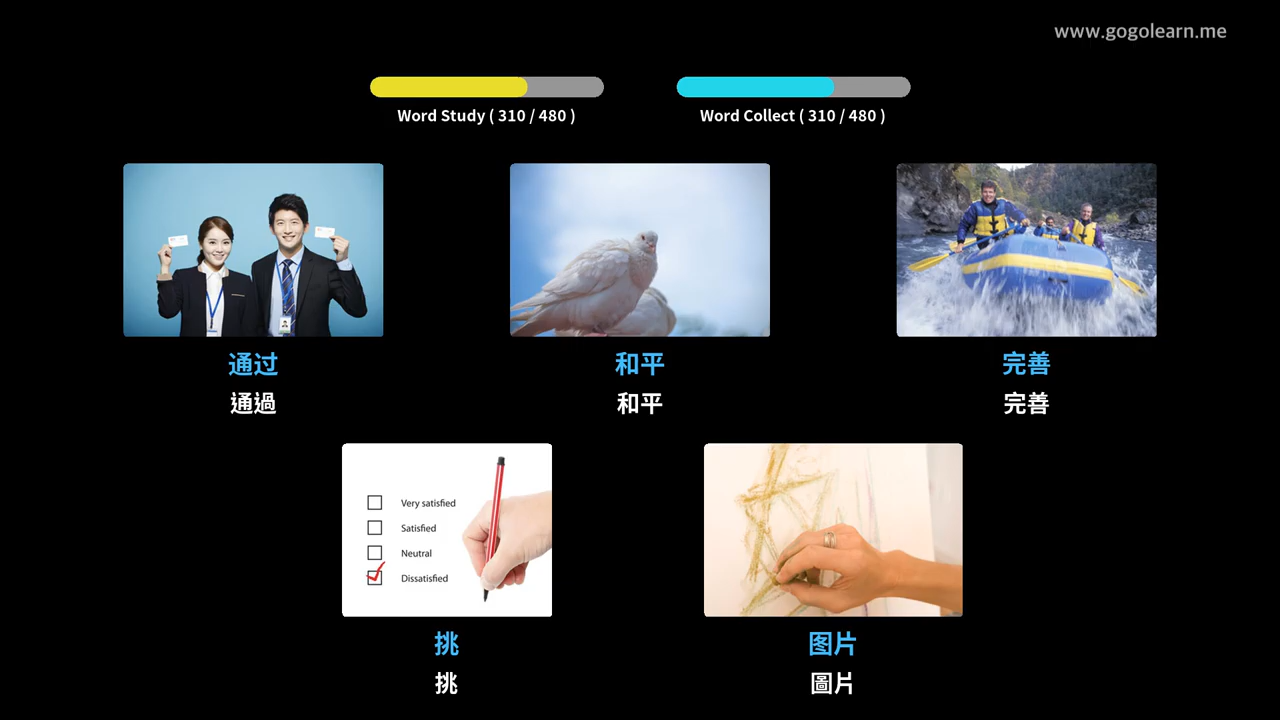 www.gogolearn.me
Word Study ( 310 / 480 )
Word Collect ( 310 / 480 )
通过
通過
和平
和平
完善
完善
Very satisfied
Satisfied
Neutral
Dissatisfied
挑
挑
图片
圖片